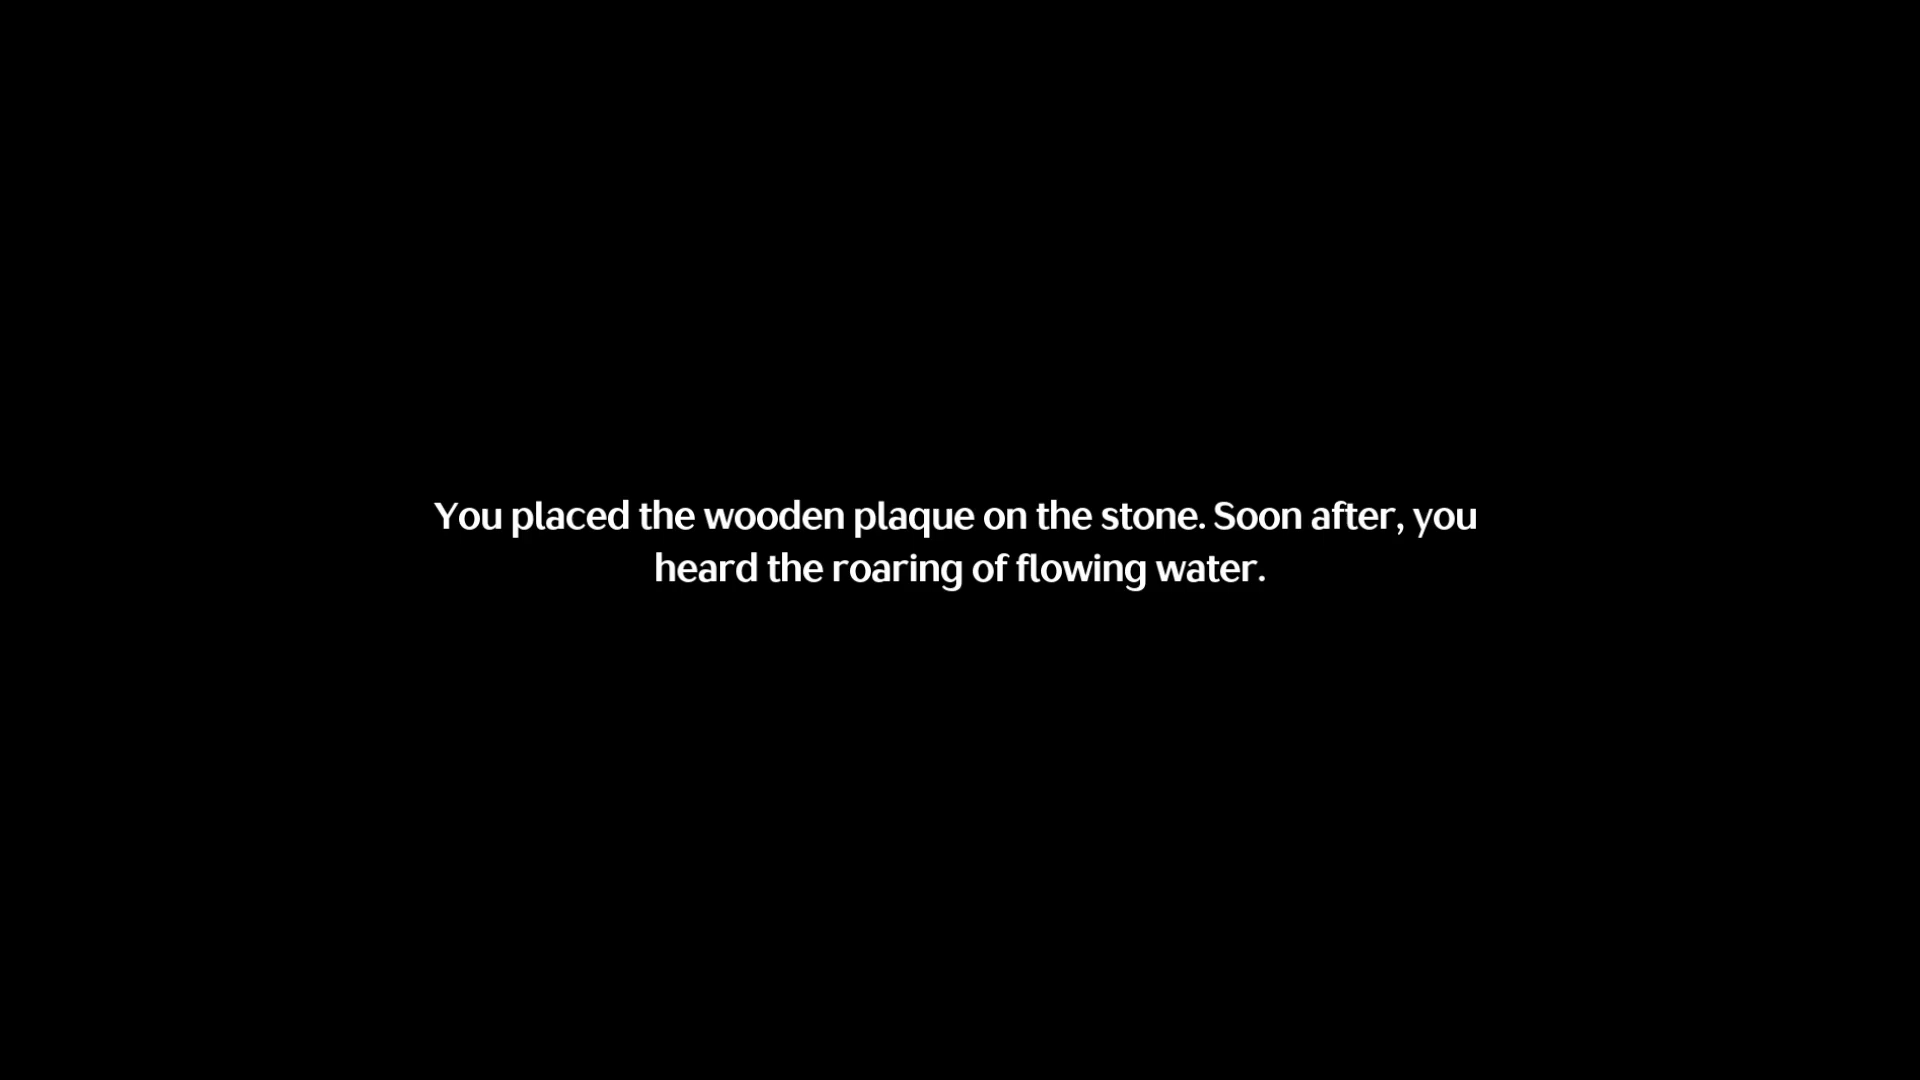 You placed the wooden plaque on the stone. Soon after, you
heard the roaring of flowing water.